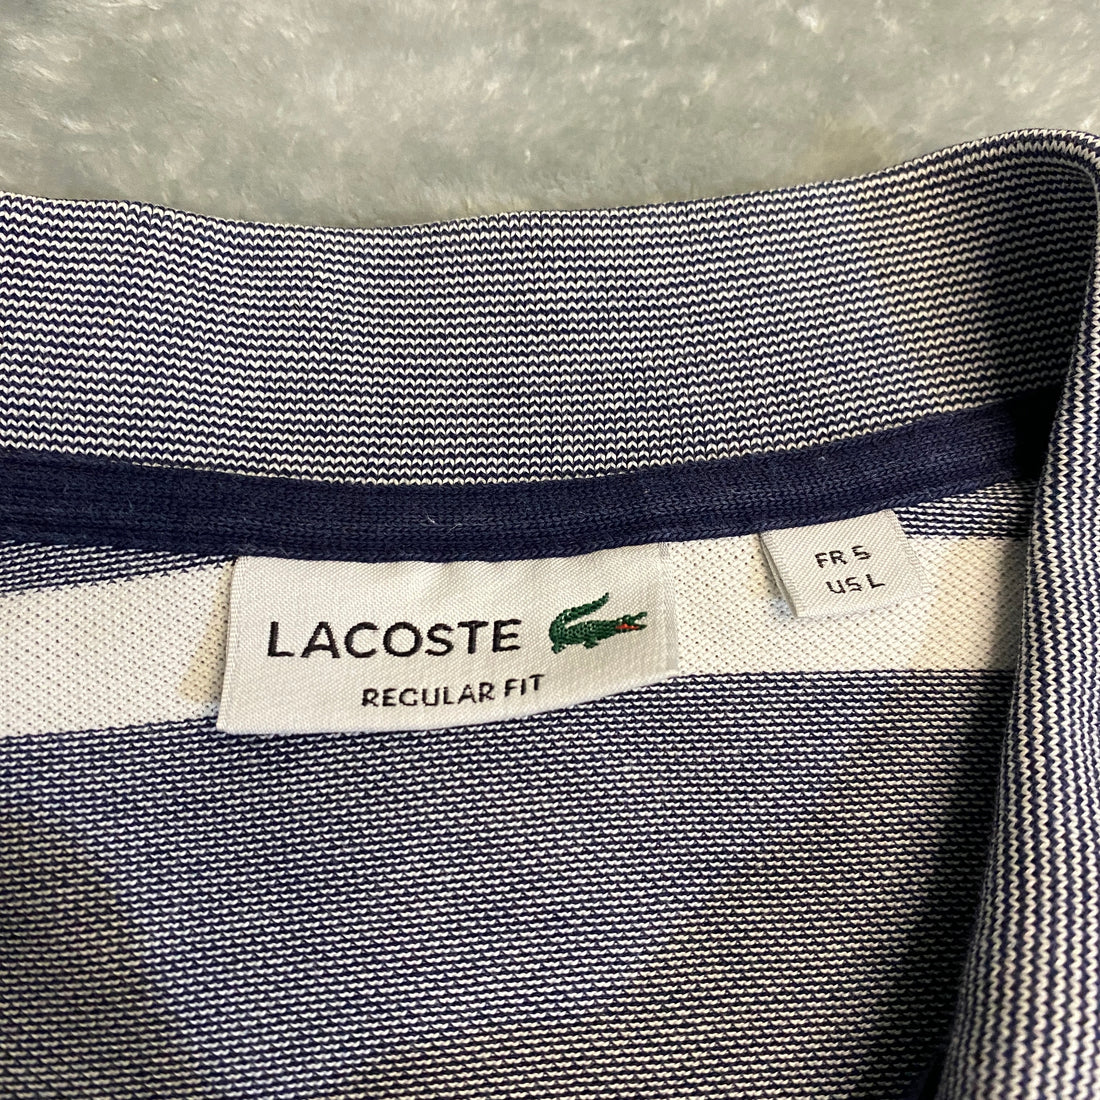 LACOSTE
REGULAR FIT
FR 5
US L